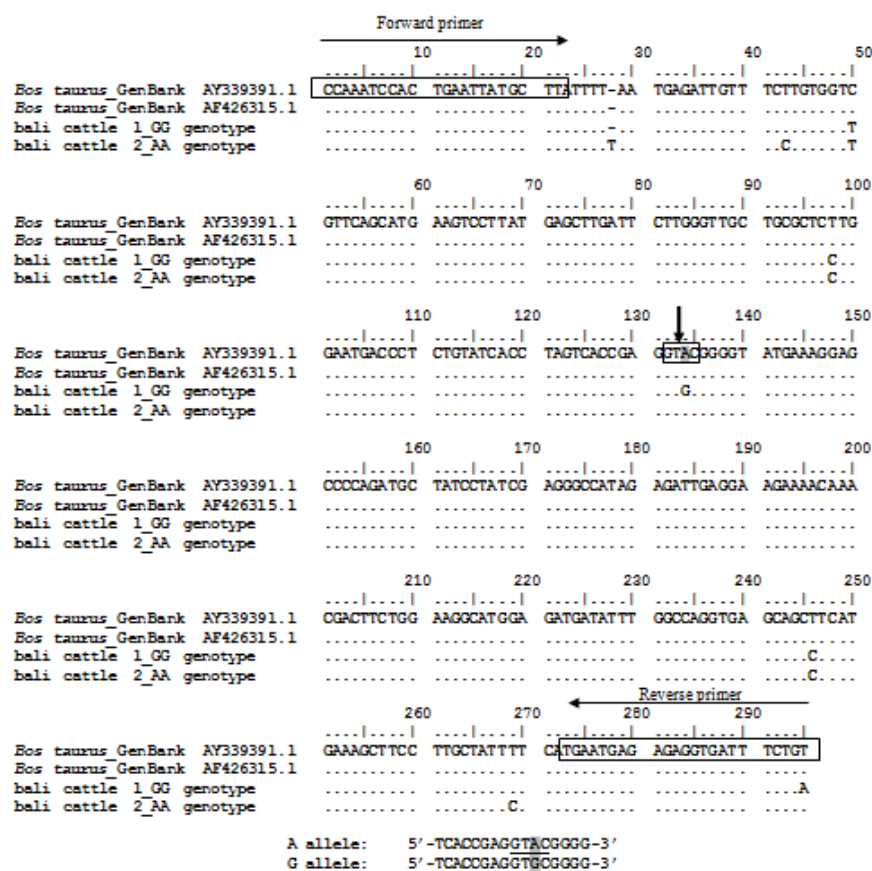 Forward primer
10 20 30 40 50
....|....| ....|....| ....|....| ....|....| ....|....|
Bos taurus_GenBank AY339391.1 CCAAATCCAC TGAATTATGC TTATTTT-AA TGAGATTGTT TCTTGTGGTC
Bos taurus_GenBank AF426315.1 .......... .......... .......-.. .......... ..........
bali cattle 1_GG genotype .......... .......... .......-.. .......... .........T
bali cattle 2_AA genotype .......... .......... .......T.. ...C...... .........T
60 70 80 90 100
....|....| ....|....| ....|....| ....|....| ....|....|
Bos taurus_GenBank AY339391.1 GTTCAGCATG AAGTCCTTAT GAGCTTGATT CTTGGGTTGC TGCGCTCTTG
Bos taurus_GenBank AF426315.1 .......... .......... .......... .......... ..........
bali cattle 1_GG genotype .......... .......... .......... .......... .......C..
bali cattle 2_AA genotype .......... .......... .......... .......... .......C..
110 120 130 140 150
....|....| ....|....| ....|....| ....|....| ....|....|
Bos taurus_GenBank AY339391.1 GAATGACCCT CTGTATCACC TAGTCACCGA GGTACGGGGT ATGAAAGGAG
Bos taurus_GenBank AF426315.1 .......... .......... .......... .......... ..........
bali cattle 1_GG genotype .......... .......... .......... ...G...... ..........
bali cattle 2_AA genotype .......... .......... .......... .......... ..........
160 170 180 190 200
....|....| ....|....| ....|....| ....|....| ....|....|
Bos taurus_GenBank AY339391.1 CCCCAGATGC TATCCTATCG AGGGCCATAG AGATTGAGGA AGAAAACAAA
Bos taurus_GenBank AF426315.1 .......... .......... .......... .......... ..........
bali cattle 1_GG genotype .......... .......... .......... .......... ..........
bali cattle 2_AA genotype .......... .......... .......... .......... ..........
210 220 230 240 250
....|....| ....|....| ....|....| ....|....| ....|....|
Bos taurus_GenBank AY339391.1 CGACTTCTGG AAGGCATGGA GATGATATTT GGCCAGGTGA GCAGCTTCAT
Bos taurus_GenBank AF426315.1 .......... .......... .......... .......... ..........
bali cattle 1_GG genotype .......... .......... .......... .......... .....C....
bali cattle 2_AA genotype .......... .......... .......... .......... .....C....
Reverse primer
260 270 280 290
....|....| ....|....| ....|....| ....|....| ....|
Bos taurus_GenBank AY339391.1 GAAAGCTTCC TTGCTATTTT CATGAATGAG AGAGGTGATT TCTGT
Bos taurus_GenBank AF426315.1 .......... .......... .......... .......... .....
bali cattle 1_GG genotype .......... .......... .......... .......... ....A
bali cattle 2_AA genotype .......... ........C. .......... .......... .....
A allele: 5′-TCACCGAGGTACGGGG-3′
G allele: 5′-TCACCGAGGTGCGGGG-3′